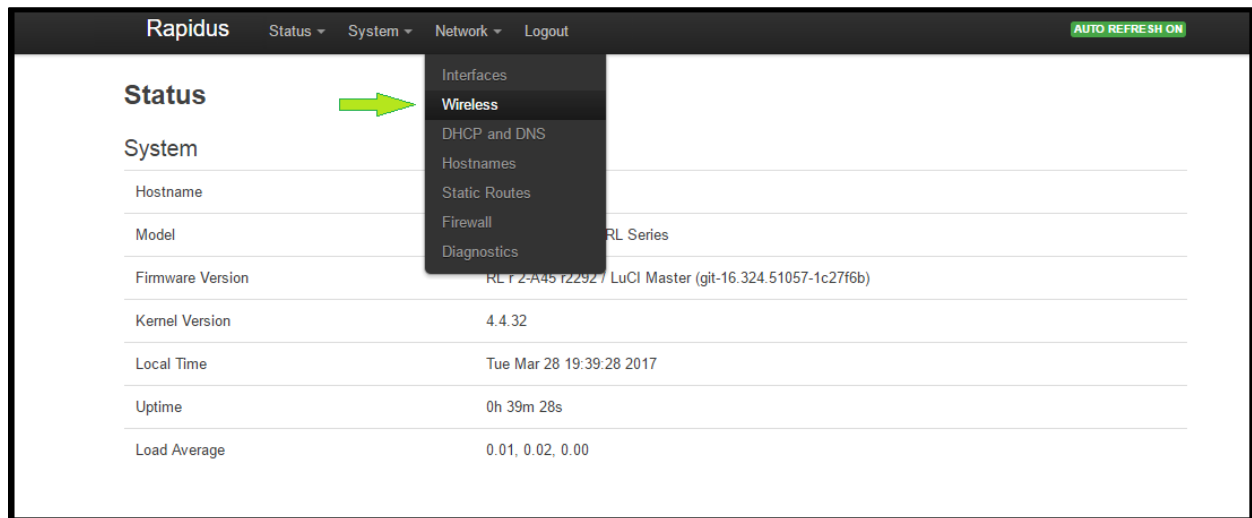 Rapidus Status System Network Logout AUTO REFRESH ON
Interfaces
Status
Wireless
DHCP and DNS
System
Hostnames
Hostname
Static Routes
Firewall
Model RL Series
Diagnostics
Firmware Version RL r 2-A45 r2292 / LuCI Master (git-16.324.51057-1c27f6b)
Kernel Version 4.4.32
Local Time Tue Mar 28 19:39:28 2017
Uptime 0h 39m 28s
Load Average 0.01, 0.02, 0.00